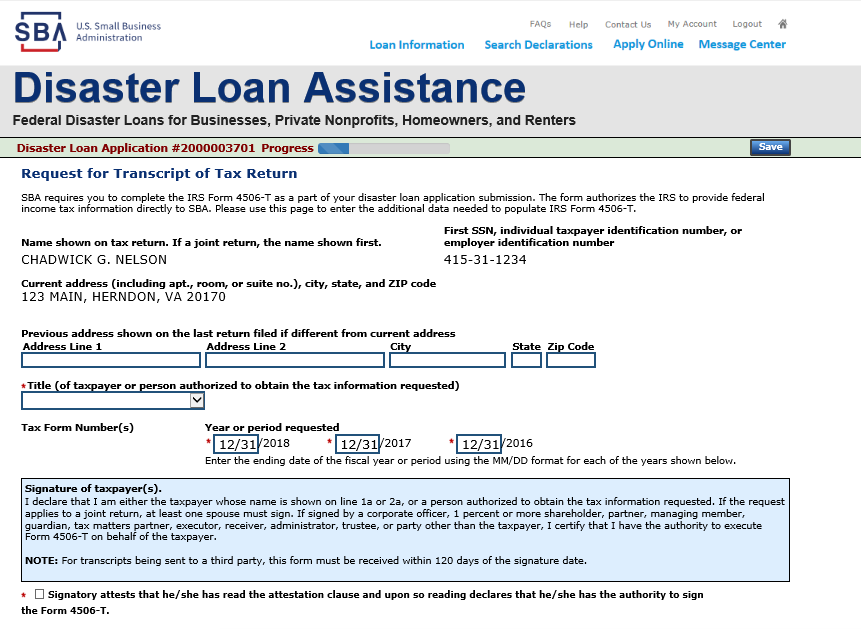 SBA U.S. Small Business Administration
FAQs Help Contact Us My Account Logout
Loan Information Search Declarations Apply Online Message Center
Disaster Loan Assistance
Federal Disaster Loans for Businesses, Private Nonprofits, Homeowners, and Renters
Disaster Loan Application #2000003701 Progress Save
Request for Transcript of Tax Return
SBA requires you to complete the IRS Form 4506-T as a part of your disaster loan application submission. The form authorizes the IRS to provide federal
income tax information directly to SBA. Please use this page to enter the additional data needed to populate IRS Form 4506-T.
Name shown on tax return. If a joint return, the name shown first.
First SSN, individual taxpayer identification number, or
employer identification number
CHADWICK G. NELSON
415-31-1234
Current address (including apt., room, or suite no.), city, state, and ZIP code
123 MAIN, HERNDON, VA 20170
Previous address shown on the last return filed if different from current address
Address Line 1 Address Line 2 City State Zip Code
*Title (of taxpayer or person authorized to obtain the tax information requested)
Tax Form Number(s) Year or period requested
* 12/31/2018 * 12/31/2017 * 12/31/2016
Enter the ending date of the fiscal year or period using the MM/DD format for each of the years shown below.
Signature of taxpayer(s).
I declare that I am either the taxpayer whose name is shown on line 1a or 2a, or a person authorized to obtain the tax information requested. If the request
applies to a joint return, at least one spouse must sign. If signed by a corporate officer, 1 percent or more shareholder, partner, managing member,
guardian, tax matters partner, executor, receiver, administrator, trustee, or party other than the taxpayer, I certify that I have the authority to execute
Form 4506-T on behalf of the taxpayer.
NOTE: For transcripts being sent to a third party, this form must be received within 120 days of the signature date.
* Signatory attests that he/she has read the attestation clause and upon so reading declares that he/she has the authority to sign
the Form 4506-T.